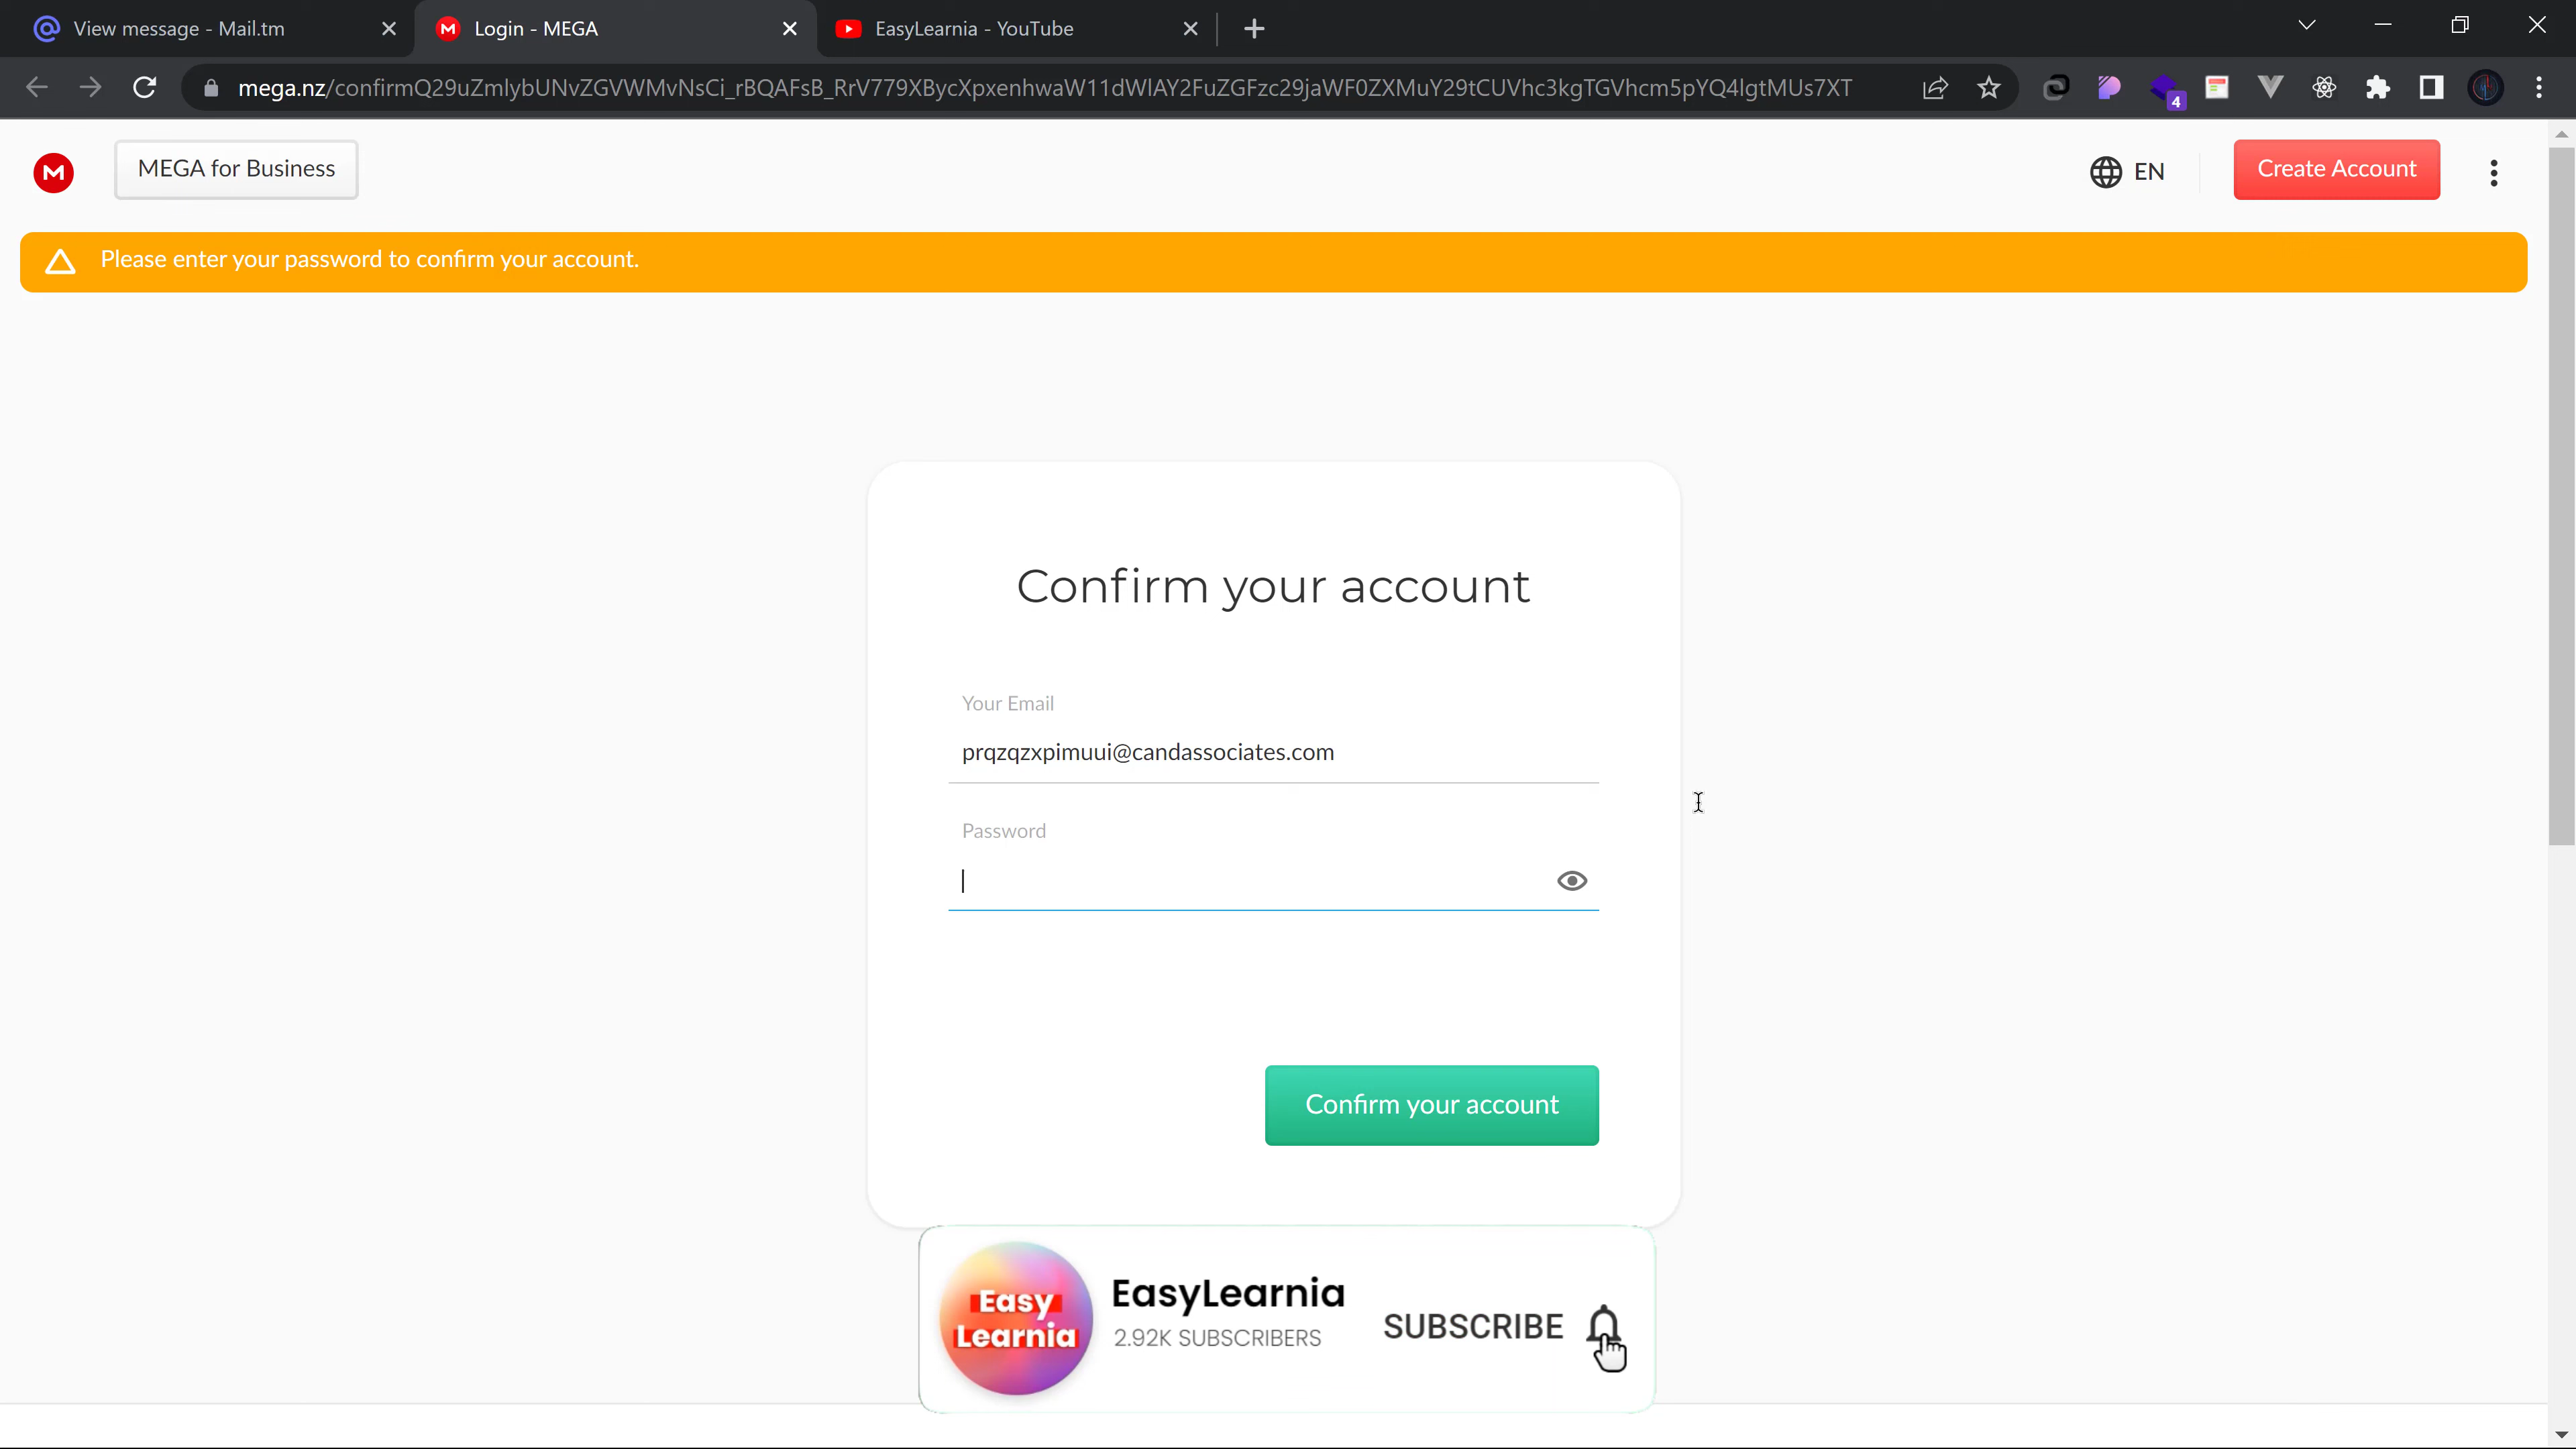 View message - Mail.tm
Login - MEGA
EasyLearnia - YouTube
mega.nz/confirmQ29uZmlybUNvZGVWMvNsCi_rBQAFsB_RrV779XBycXpxenhwaW11dWlAY2FuZGFzc29jaWF0ZXMuY29tCUVhc3kgTGVhcm5pYQ4lgtMUs7XT
4
M
MEGA for Business
EN
Create Account
Please enter your password to confirm your account.
Confirm your account
Your Email
prqzqzxpimuui@candassociates.com
Password
Confirm your account
Easy
Learnia
EasyLearnia
2.92K SUBSCRIBERS
SUBSCRIBE